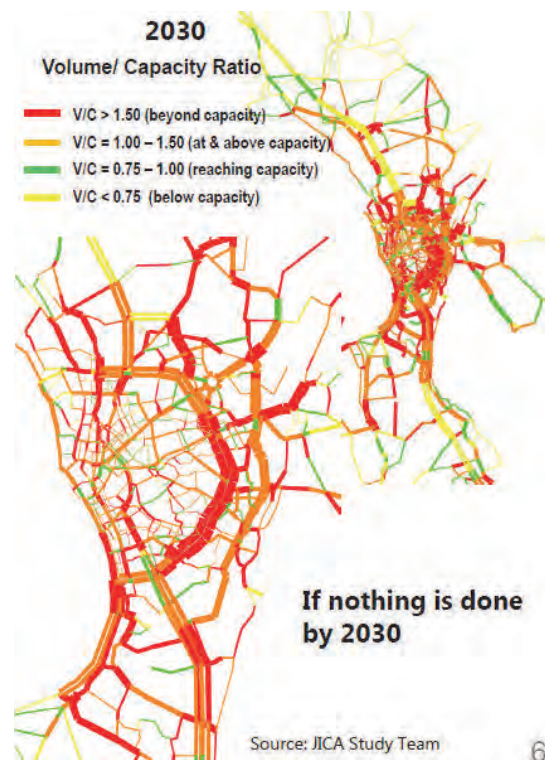 2030
Volume/ Capacity Ratio
V/C > 1.50 (beyond capacity)
V/C = 1.00 – 1.50 (at & above capacity)
V/C = 0.75 – 1.00 (reaching capacity)
V/C < 0.75 (below capacity)
If nothing is done
by 2030
Source: JICA Study Team
6